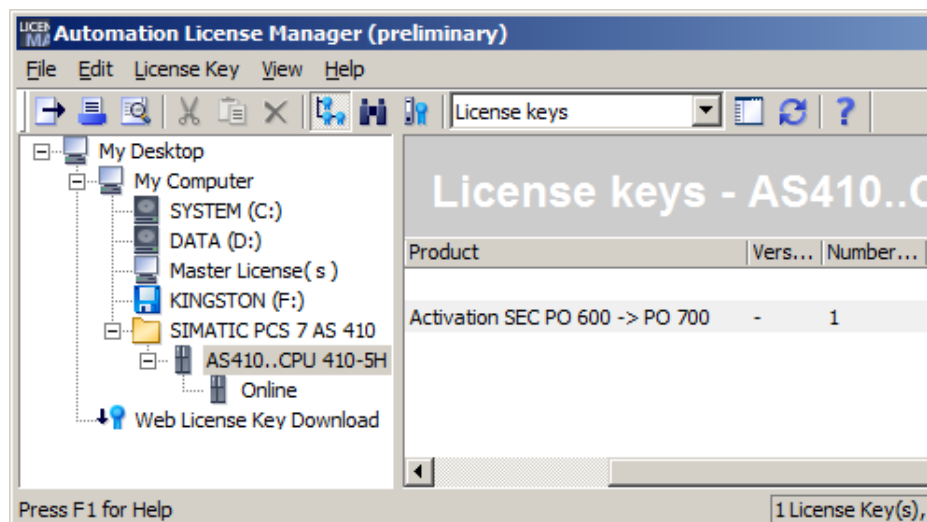 Automation License Manager (preliminary)
File Edit License Key View Help
License keys
My Desktop
My Computer
SYSTEM (C:)
DATA (D:)
Master License( s )
KINGSTON (F:)
SIMATIC PCS 7 AS 410
AS410..CPU 410-5H
Online
Web License Key Download
License keys - AS410..C
Product Vers... Number...
Activation SEC PO 600 -> PO 700 - 1
Press F1 for Help
1 License Key(s),